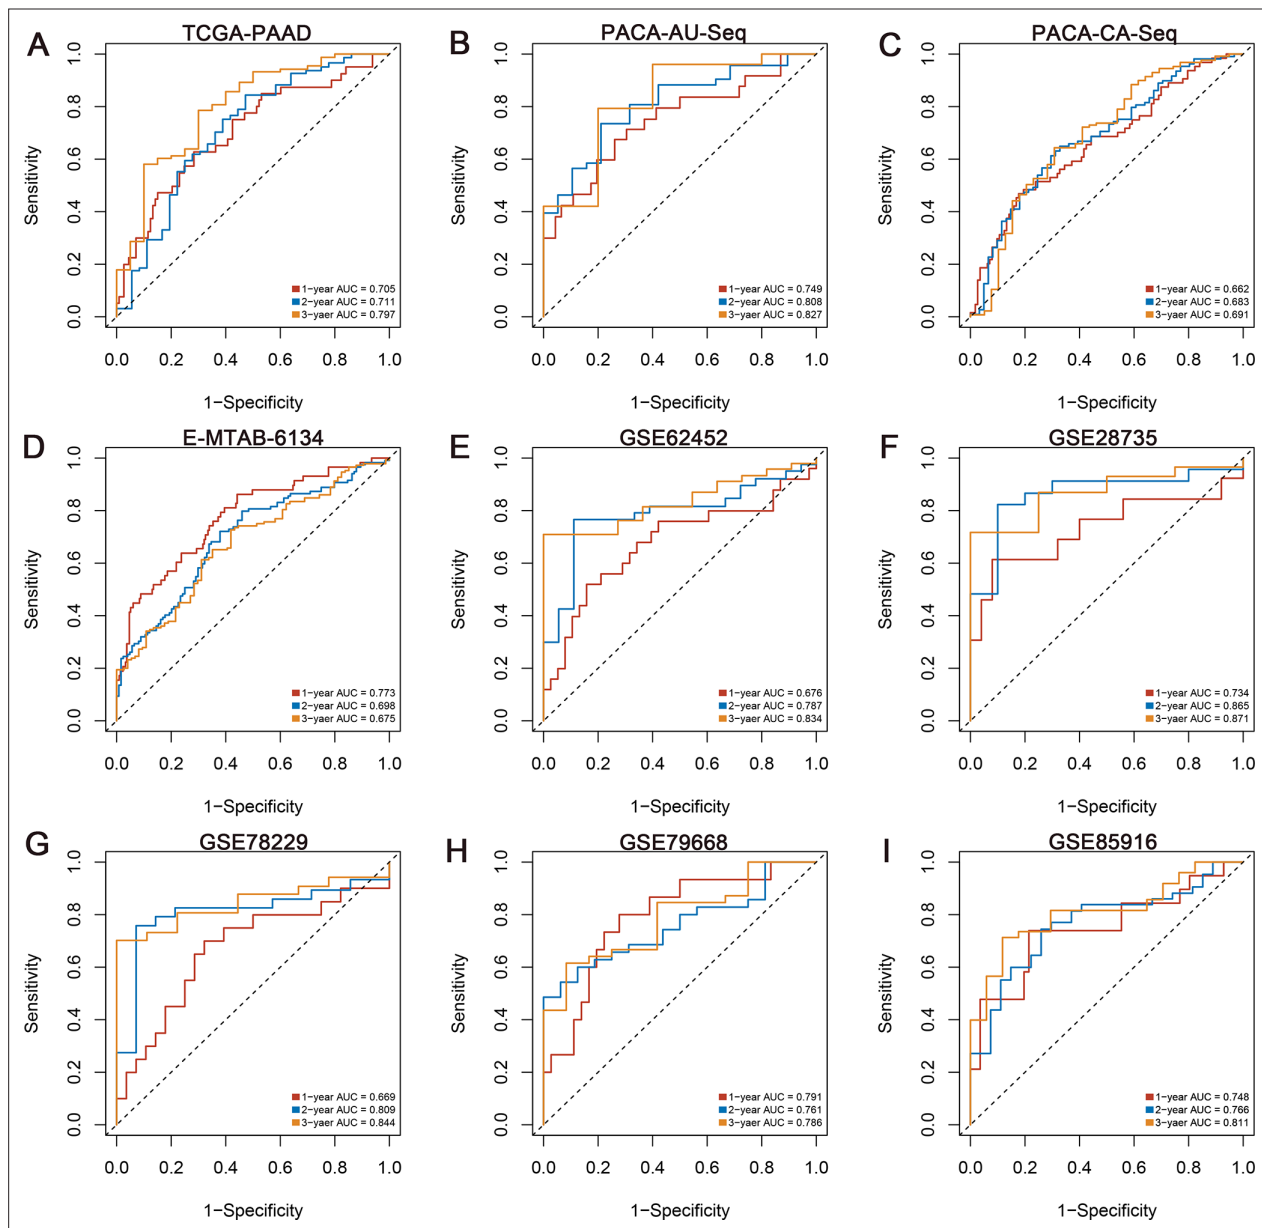 A
TCGA-PAAD
Sensitivity
0.0 0.2 0.4 0.6 0.8 1.0
1-year AUC = 0.705
2-year AUC = 0.711
3-yaer AUC = 0.797
0.0 0.2 0.4 0.6 0.8 1.0
1-Specificity
B
PACA-AU-Seq
Sensitivity
0.0 0.2 0.4 0.6 0.8 1.0
1-year AUC = 0.749
2-year AUC = 0.808
3-yaer AUC = 0.827
0.0 0.2 0.4 0.6 0.8 1.0
1-Specificity
C
PACA-CA-Seq
Sensitivity
0.0 0.2 0.4 0.6 0.8 1.0
1-year AUC = 0.662
2-year AUC = 0.683
3-yaer AUC = 0.691
0.0 0.2 0.4 0.6 0.8 1.0
1-Specificity
D
E-MTAB-6134
Sensitivity
0.0 0.2 0.4 0.6 0.8 1.0
1-year AUC = 0.773
2-year AUC = 0.698
3-yaer AUC = 0.675
0.0 0.2 0.4 0.6 0.8 1.0
1-Specificity
E
GSE62452
Sensitivity
0.0 0.2 0.4 0.6 0.8 1.0
1-year AUC = 0.676
2-year AUC = 0.787
3-yaer AUC = 0.834
0.0 0.2 0.4 0.6 0.8 1.0
1-Specificity
F
GSE28735
Sensitivity
0.0 0.2 0.4 0.6 0.8 1.0
1-year AUC = 0.734
2-year AUC = 0.865
3-yaer AUC = 0.871
0.0 0.2 0.4 0.6 0.8 1.0
1-Specificity
G
GSE78229
Sensitivity
0.0 0.2 0.4 0.6 0.8 1.0
1-year AUC = 0.669
2-year AUC = 0.809
3-yaer AUC = 0.844
0.0 0.2 0.4 0.6 0.8 1.0
1-Specificity
H
GSE79668
Sensitivity
0.0 0.2 0.4 0.6 0.8 1.0
1-year AUC = 0.791
2-year AUC = 0.761
3-yaer AUC = 0.786
0.0 0.2 0.4 0.6 0.8 1.0
1-Specificity
I
GSE85916
Sensitivity
0.0 0.2 0.4 0.6 0.8 1.0
1-year AUC = 0.748
2-year AUC = 0.766
3-yaer AUC = 0.811
0.0 0.2 0.4 0.6 0.8 1.0
1-Specificity